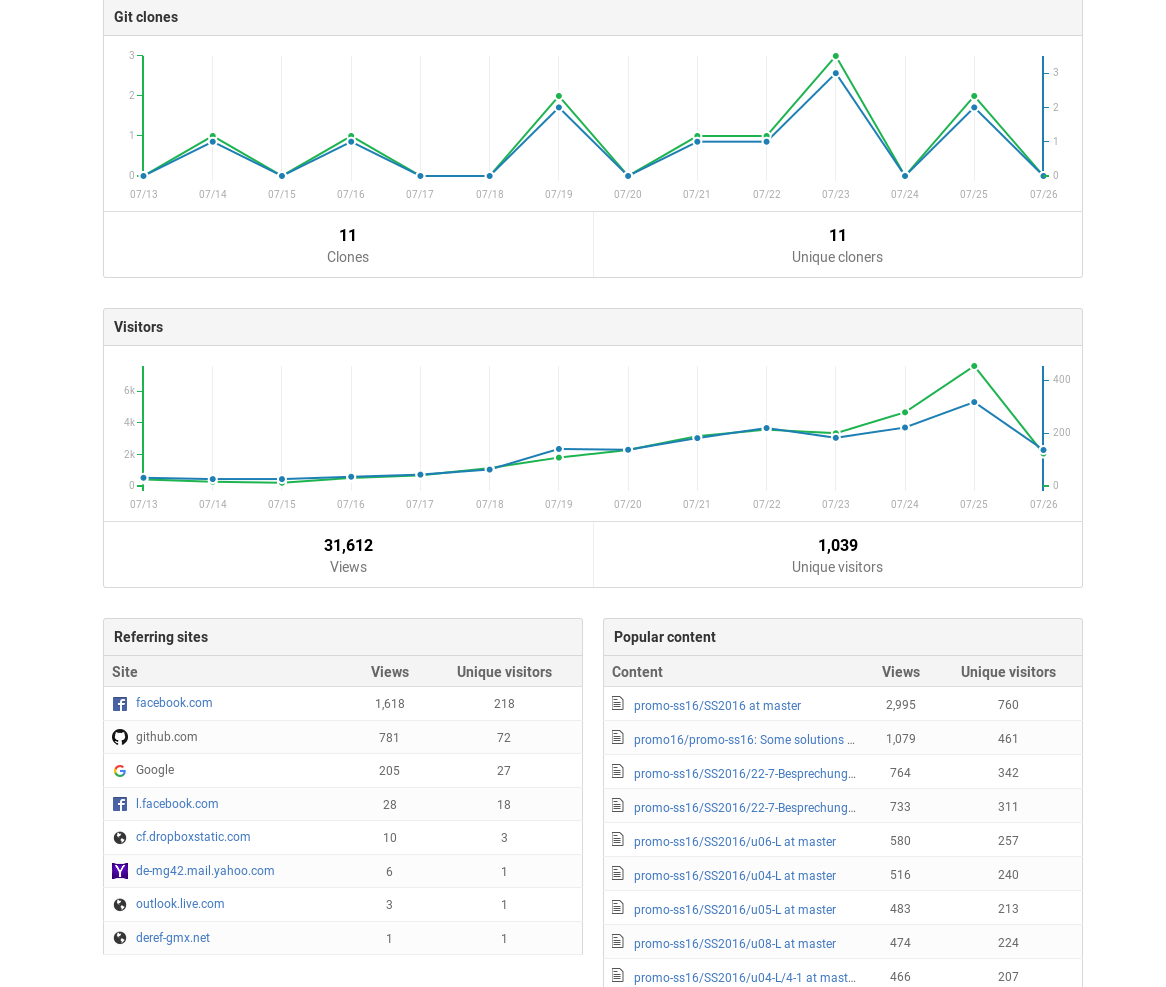 Git clones
3
2
1
0
3
2
1
0
07/13 07/14 07/15 07/16 07/17 07/18 07/19 07/20 07/21 07/22 07/23 07/24 07/25 07/26
11 11
Clones Unique cloners
Visitors
6k
4k
2k
0
400
200
0
07/13 07/14 07/15 07/16 07/17 07/18 07/19 07/20 07/21 07/22 07/23 07/24 07/25 07/26
31,612 1,039
Views Unique visitors
Referring sites
Site Views Unique visitors
facebook.com 1,618 218
github.com 781 72
Google 205 27
l.facebook.com 28 18
cf.dropboxstatic.com 10 3
de-mg42.mail.yahoo.com 6 1
outlook.live.com 3 1
deref-gmx.net 1 1
Popular content
Content Views Unique visitors
promo-ss16/SS2016 at master 2,995 760
promo16/promo-ss16: Some solutions … 1,079 461
promo-ss16/SS2016/22-7-Besprechung… 764 342
promo-ss16/SS2016/22-7-Besprechung… 733 311
promo-ss16/SS2016/u06-L at master 580 257
promo-ss16/SS2016/u04-L at master 516 240
promo-ss16/SS2016/u05-L at master 483 213
promo-ss16/SS2016/u08-L at master 474 224
promo-ss16/SS2016/u04-L/4-1 at mast… 466 207